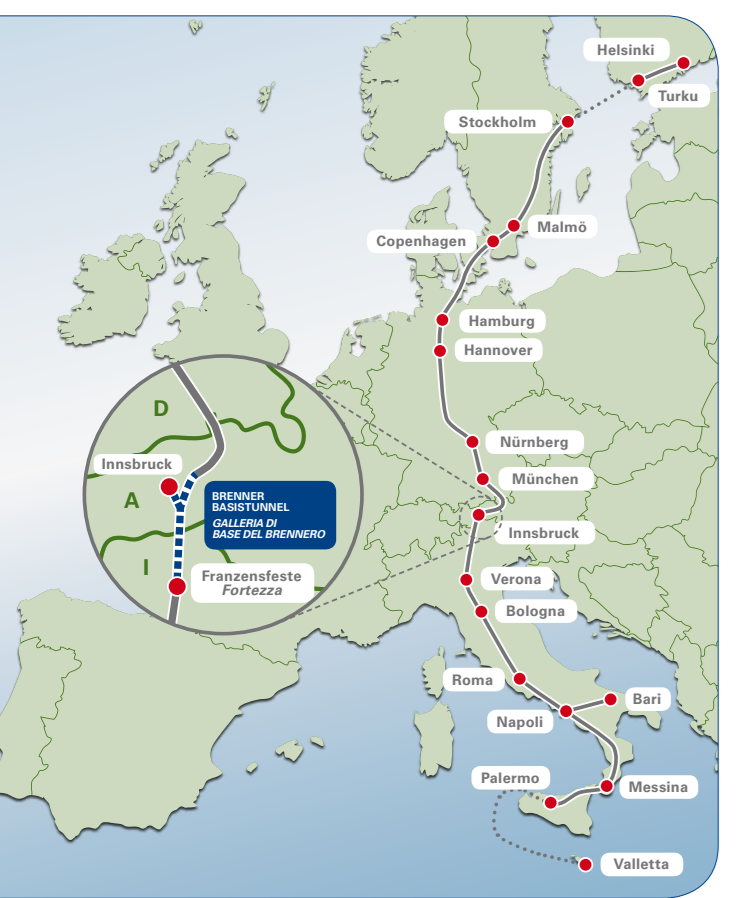 Helsinki
Turku
Stockholm
Malmö
Copenhagen
Hamburg
Hannover
D
Innsbruck
A
BRENNER
BASISTUNNEL
GALLERIA DI
BASE DEL BRENNERO
I
Franzensfeste
Fortezza
Nürnberg
München
Innsbruck
Verona
Bologna
Roma
Bari
Napoli
Palermo
Messina
Valletta